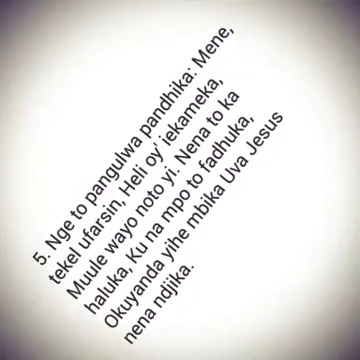 5. Nge to pangulwa pandhika: Mene,
tekel ufarsin, Heli oy' iekameka,
Muule wayo noto yi. Nena to ka
haluka, Ku na mpo to fadhuka,
Okuyanda yihe mbika Uva Jesus
nena ndjika.